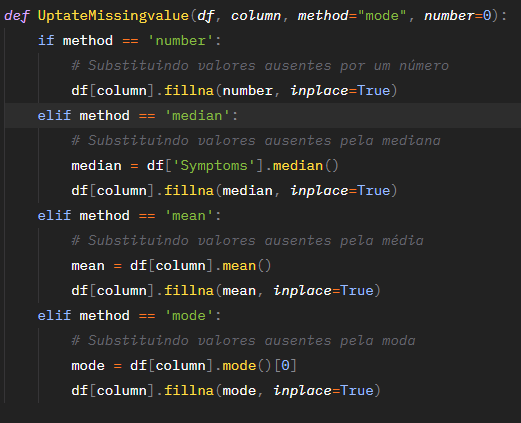 def UptateMissingvalue(df, column, method="mode", number=0):
    if method == 'number':
        # Substituindo valores ausentes por um número
        df[column].fillna(number, inplace=True)
    elif method == 'median':
        # Substituindo valores ausentes pela mediana
        median = df['Symptoms'].median()
        df[column].fillna(median, inplace=True)
    elif method == 'mean':
        # Substituindo valores ausentes pela média
        mean = df[column].mean()
        df[column].fillna(mean, inplace=True)
    elif method == 'mode':
        # Substituindo valores ausentes pela moda
        mode = df[column].mode()[0]
        df[column].fillna(mode, inplace=True)